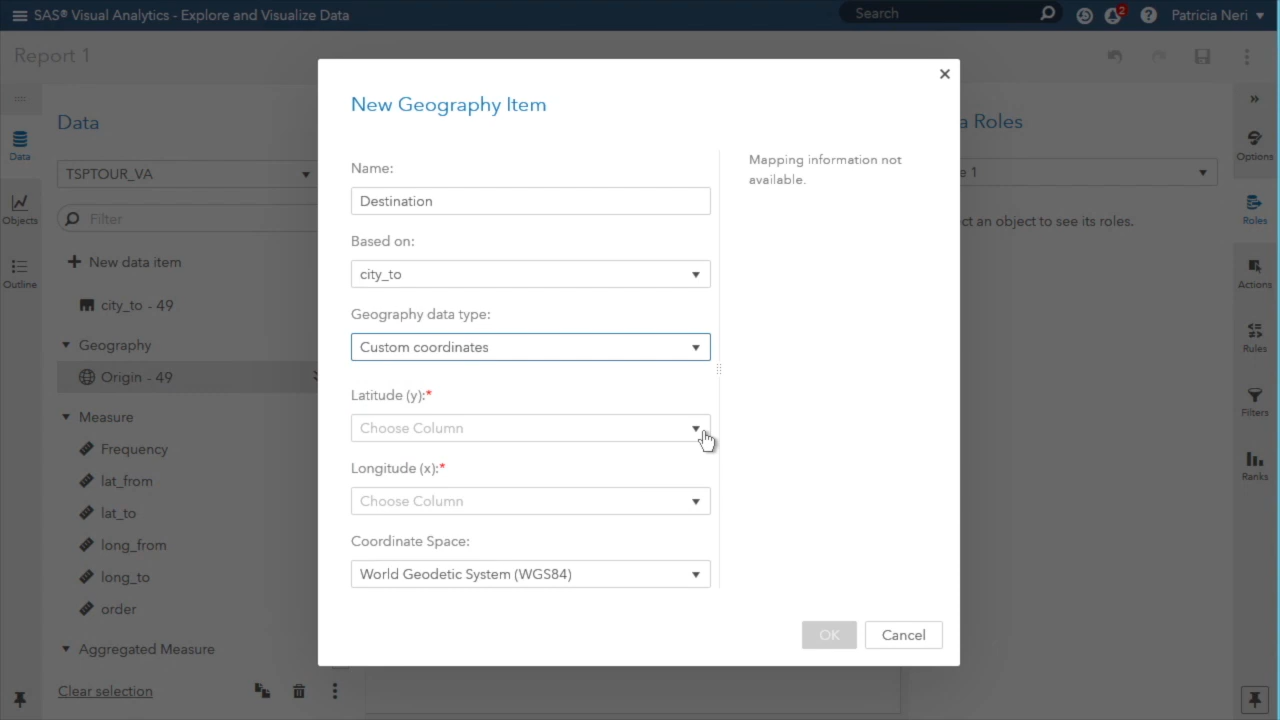 SAS® Visual Analytics - Explore and Visualize Data
Search
2
Patricia Neri
Report 1
Data
Objects
Outline
Data
TSPTOUR_VA
Filter
New data item
city_to - 49
Geography
Origin - 49
Measure
Frequency
lat_from
lat_to
long_from
long_to
order
Aggregated Measure
Clear selection
New Geography Item
Name:
Destination
Based on:
city_to
Geography data type:
Custom coordinates
Latitude (y):*
Choose Column
Longitude (x):*
Choose Column
Coordinate Space:
World Geodetic System (WGS84)
Mapping information not
available.
OK
Cancel
a Roles
e 1
ct an object to see its roles.
Options
Roles
Actions
Rules
Filters
Ranks